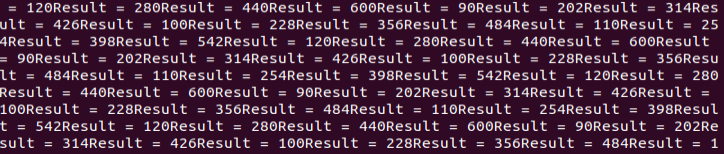 = 120Result = 280Result = 440Result = 600Result = 90Result = 202Result = 314Res
ult = 426Result = 100Result = 228Result = 356Result = 484Result = 110Result = 25
4Result = 398Result = 542Result = 120Result = 280Result = 440Result = 600Result
= 90Result = 202Result = 314Result = 426Result = 100Result = 228Result = 356Resu
lt = 484Result = 110Result = 254Result = 398Result = 542Result = 120Result = 280
Result = 440Result = 600Result = 90Result = 202Result = 314Result = 426Result =
100Result = 228Result = 356Result = 484Result = 110Result = 254Result = 398Resul
t = 542Result = 120Result = 280Result = 440Result = 600Result = 90Result = 202Re
sult = 314Result = 426Result = 100Result = 228Result = 356Result = 484Result = 1